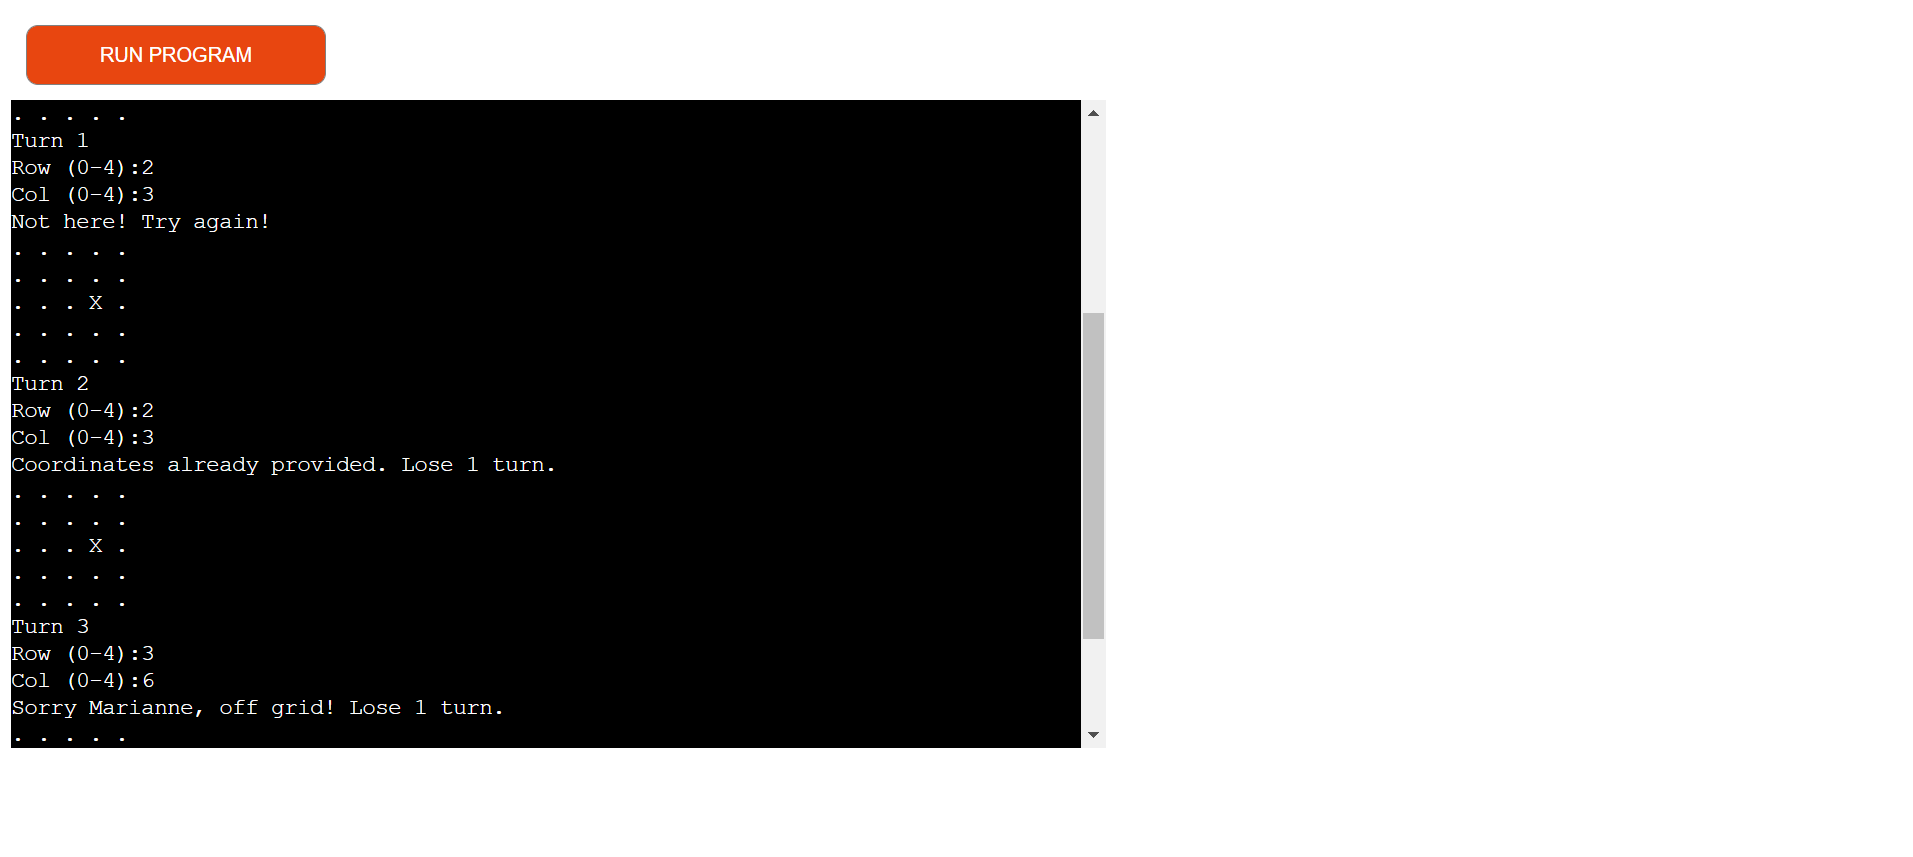 RUN PROGRAM
. . . . .
Turn 1
Row (0-4):2
Col (0-4):3
Not here! Try again!
. . . . .
. . . . .
. . . X .
. . . . .
. . . . .
Turn 2
Row (0-4):2
Col (0-4):3
Coordinates already provided. Lose 1 turn.
. . . . .
. . . . .
. . . X .
. . . . .
. . . . .
Turn 3
Row (0-4):3
Col (0-4):6
Sorry Marianne, off grid! Lose 1 turn.
. . . . .